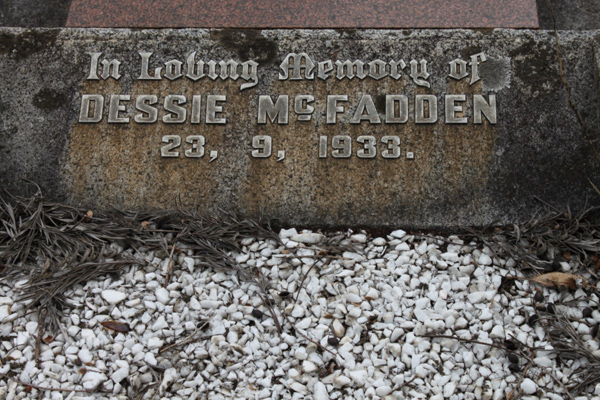 In Loving Memory of
DESSIE McFADDEN
23, 9, 1933.